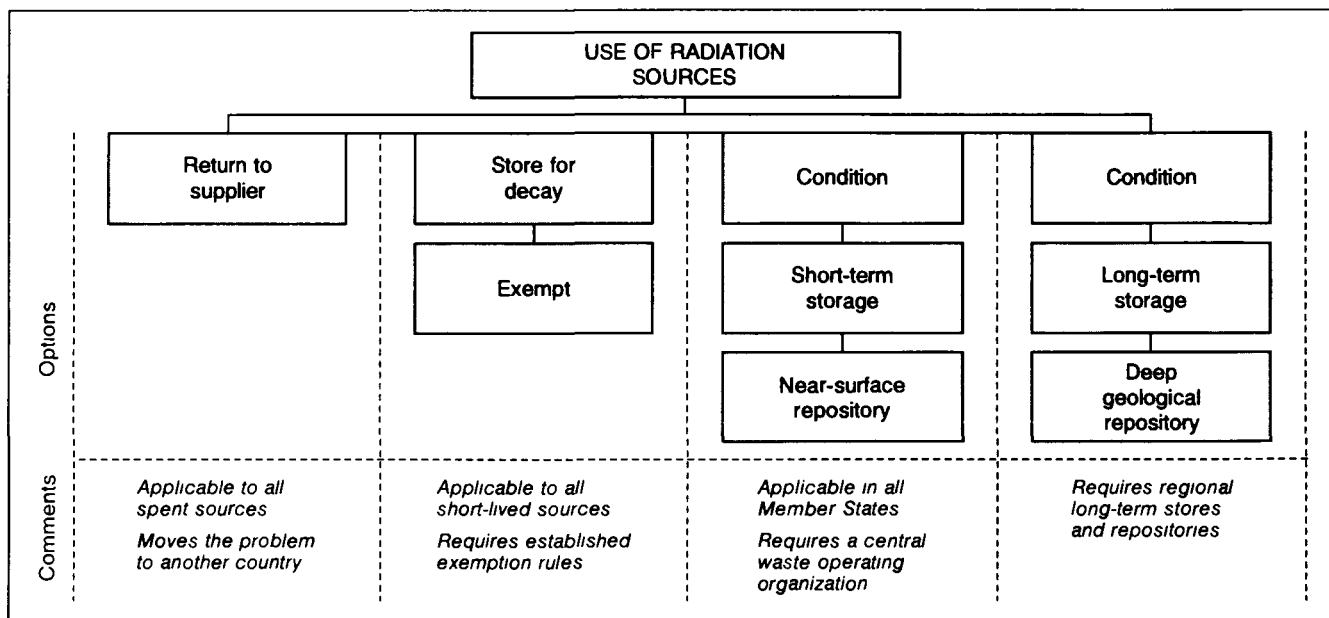 USE OF RADIATION
SOURCES
Options
Return to
supplier
Store for
decay
Exempt
Condition
Short-term
storage
Near-surface
repository
Condition
Long-term
storage
Deep
geological
repository
Comments
Applicable to all
spent sources
Moves the problem
to another country
Applicable to all
short-lived sources
Requires established
exemption rules
Applicable in all
Member States
Requires a central
waste operating
organization
Requires regional
long-term stores
and repositories